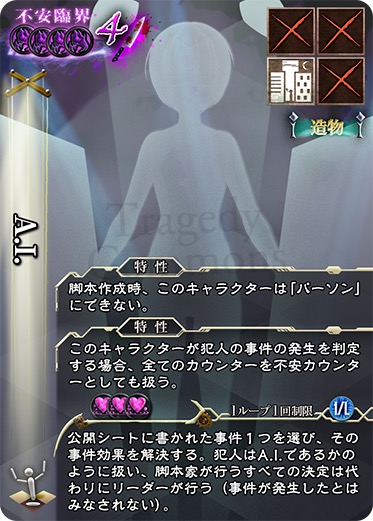 不安臨界
4
造物
A.I.
Tragedy
Commons
特性
脚本作成時、このキャラクターは「パーソン」
にできない。
特性
このキャラクターが犯人の事件の発生を判定
する場合、全てのカウンターを不安カウンタ
ーとしても扱う。
1ループ1回制限 1/L
公開シートに書かれた事件1つを選び、その
事件効果を解決する。犯人はA.I.であるかの
ように扱い、脚本家が行うすべての決定は代
わりにリーダーが行う（事件が発生したとは
みなされない）。